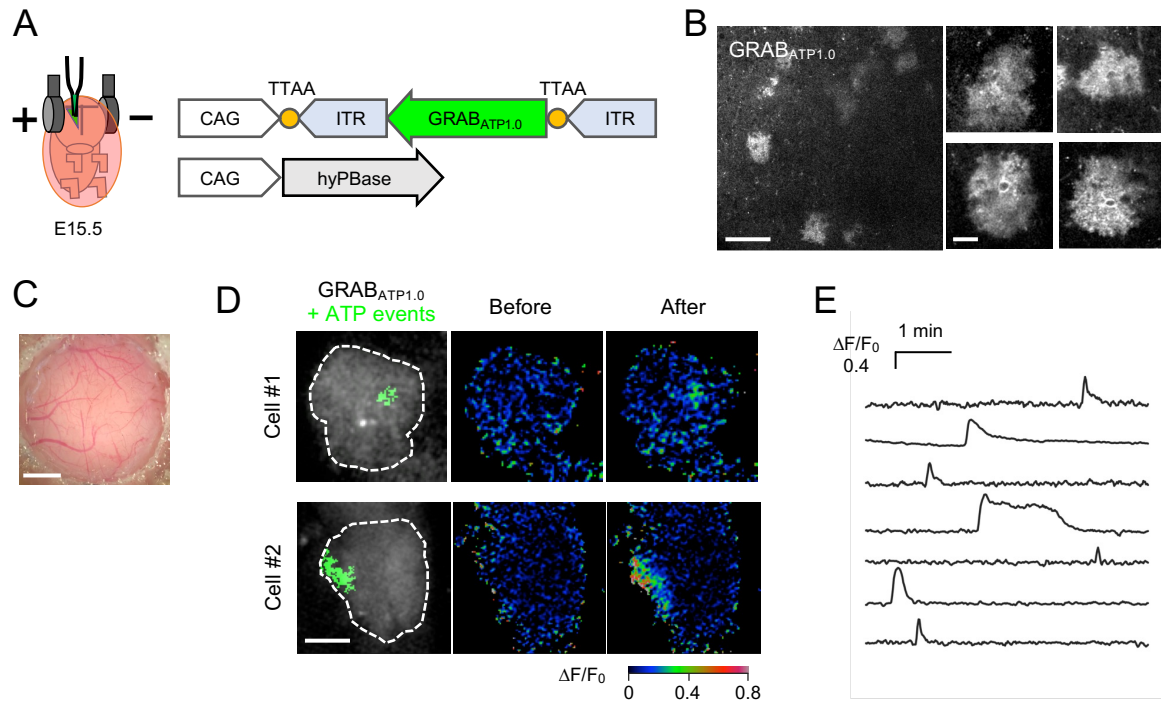 A
+
−
E15.5
TTAA
TTAA
CAG
ITR
GRABATP1.0
ITR
CAG
hyPBase
B
GRABATP1.0
C
D
GRABATP1.0
+ ATP events
Before
After
Cell #1
Cell #2
ΔF/F0
0
0.4
0.8
E
1 min
ΔF/F0
0.4